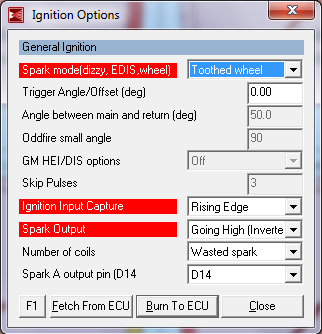 Ignition Options
General Ignition
Spark mode(dizzy, EDIS,wheel) Toothed wheel
Trigger Angle/Offset (deg) 0.00
Angle between main and return (deg) 50.0
Oddfire small angle 90
GM HEI/DIS options Off
Skip Pulses 3
Ignition Input Capture Rising Edge
Spark Output Going High (Inverte
Number of coils Wasted spark
Spark A output pin (D14 D14
F1 Fetch From ECU Burn To ECU Close